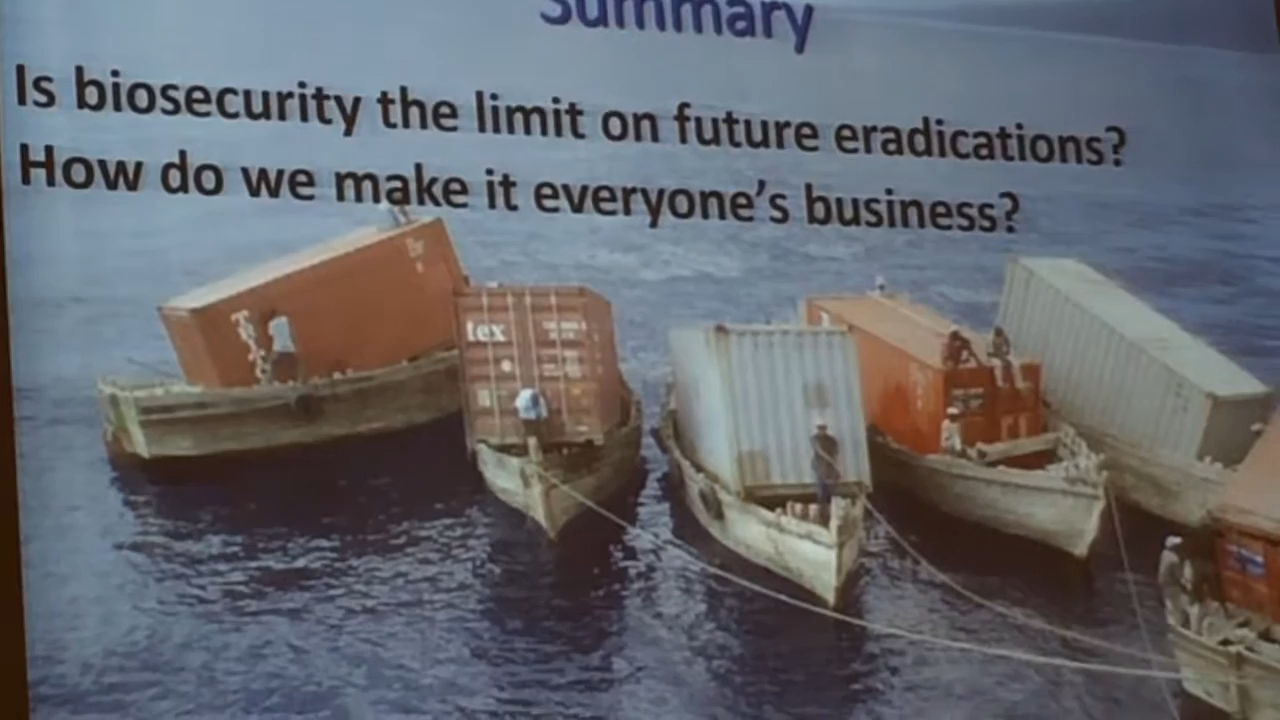 Summary
Is biosecurity the limit on future eradications?
How do we make it everyone's business?
tex